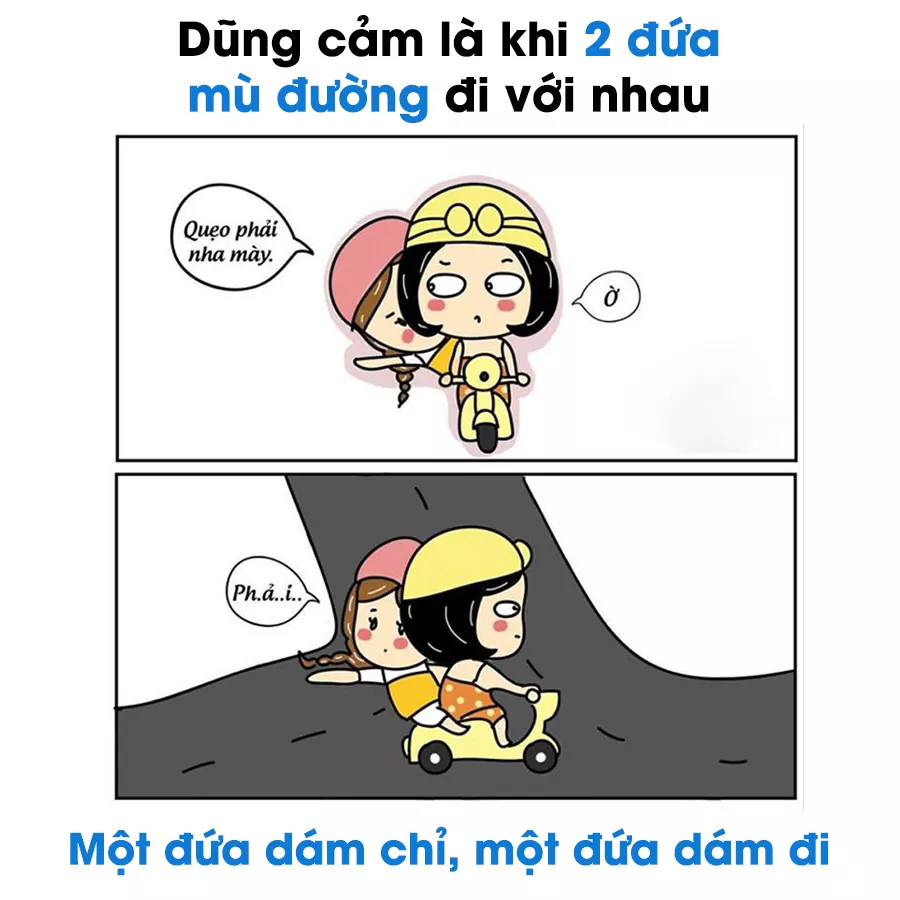 Dũng cảm là khi 2 đứa
mù đường đi với nhau
Quẹo phải
nha mày.
Ờ
Ph.ả..i..
Một đứa dám chỉ, một đứa dám đi